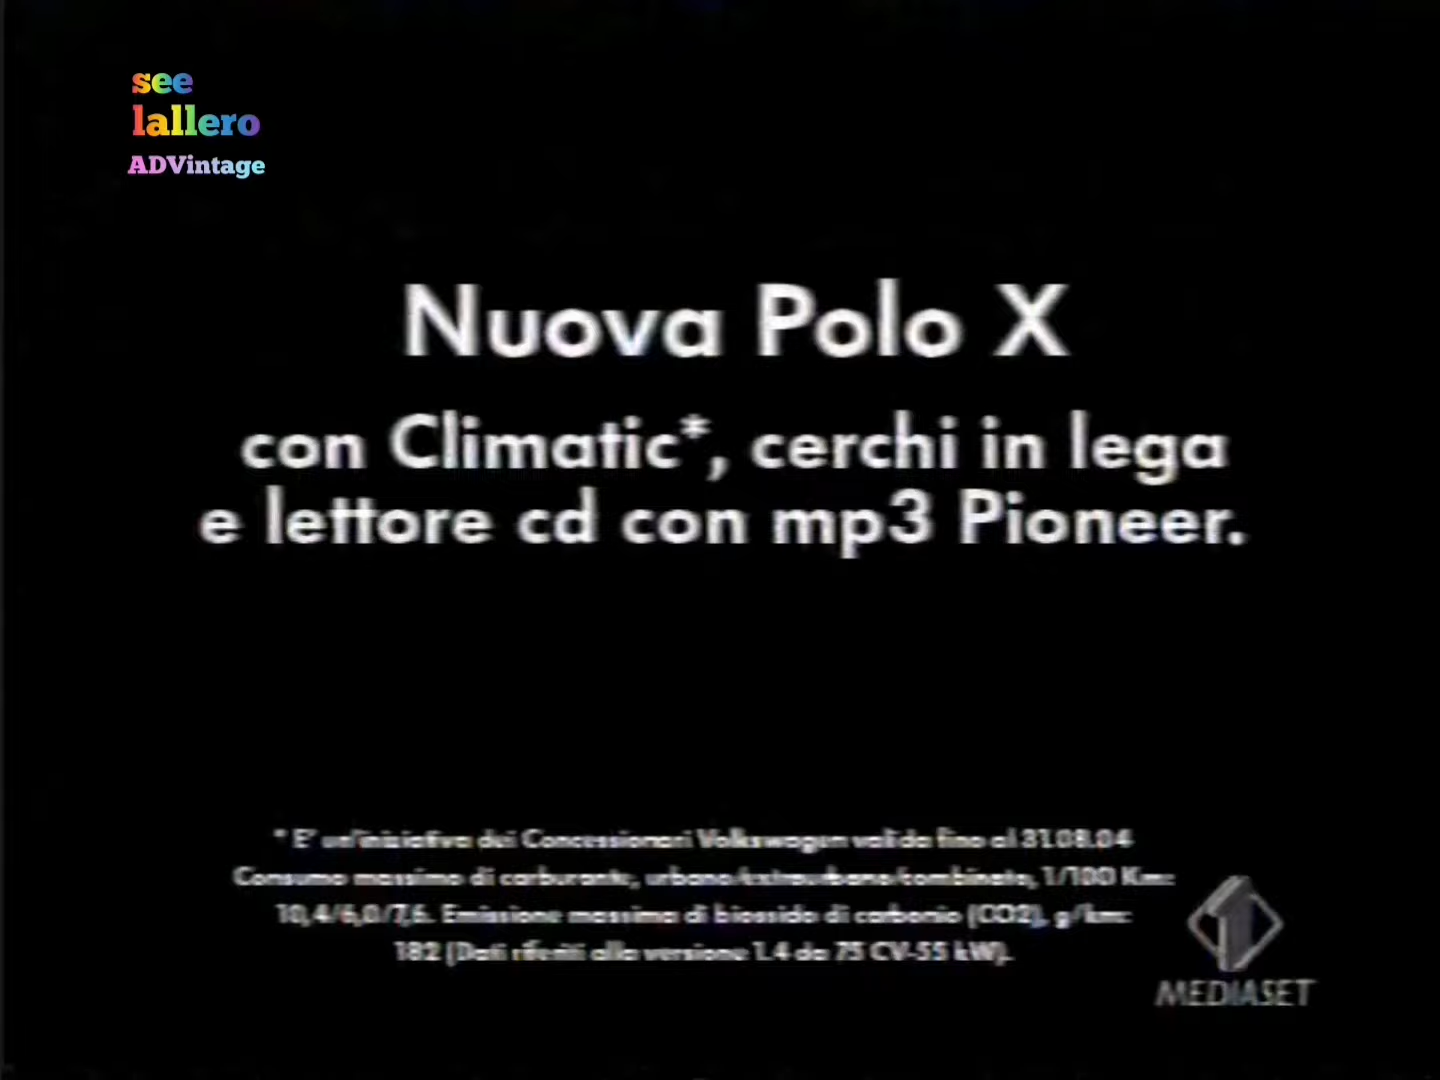 see
lallero
ADVintage
Nuova Polo X
con Climatic*, cerchi in lega
e lettore cd con mp3 Pioneer.
* E' un'iniziativa dei Concessionari Volkswagen valida fino al 31.08.04
Consumo massimo di carburante, urbano/extraurbano/combinato, 1/100 Km:
10,4/6,0/7,6. Emissione massima di biossido di carbonio (CO2), g/km:
182 (Dati riferiti alla versione 1.4 da 75 CV-55 kW).
1
MEDIASET